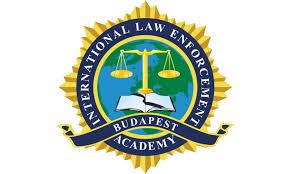 INTERNATIONAL LAW ENFORCEMENT
BUDAPEST
ACADEMY